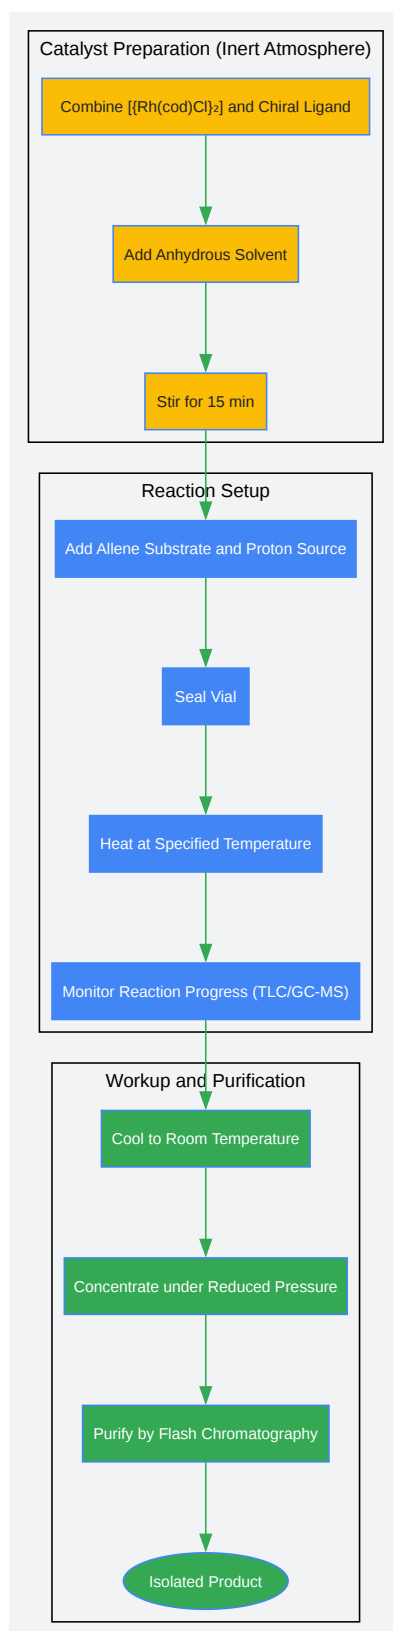 Catalyst Preparation (Inert Atmosphere)
Combine [{Rh(cod)Cl}₂] and Chiral Ligand
Add Anhydrous Solvent
Stir for 15 min
Reaction Setup
Add Allene Substrate and Proton Source
Seal Vial
Heat at Specified Temperature
Monitor Reaction Progress (TLC/GC-MS)
Workup and Purification
Cool to Room Temperature
Concentrate under Reduced Pressure
Purify by Flash Chromatography
Isolated Product